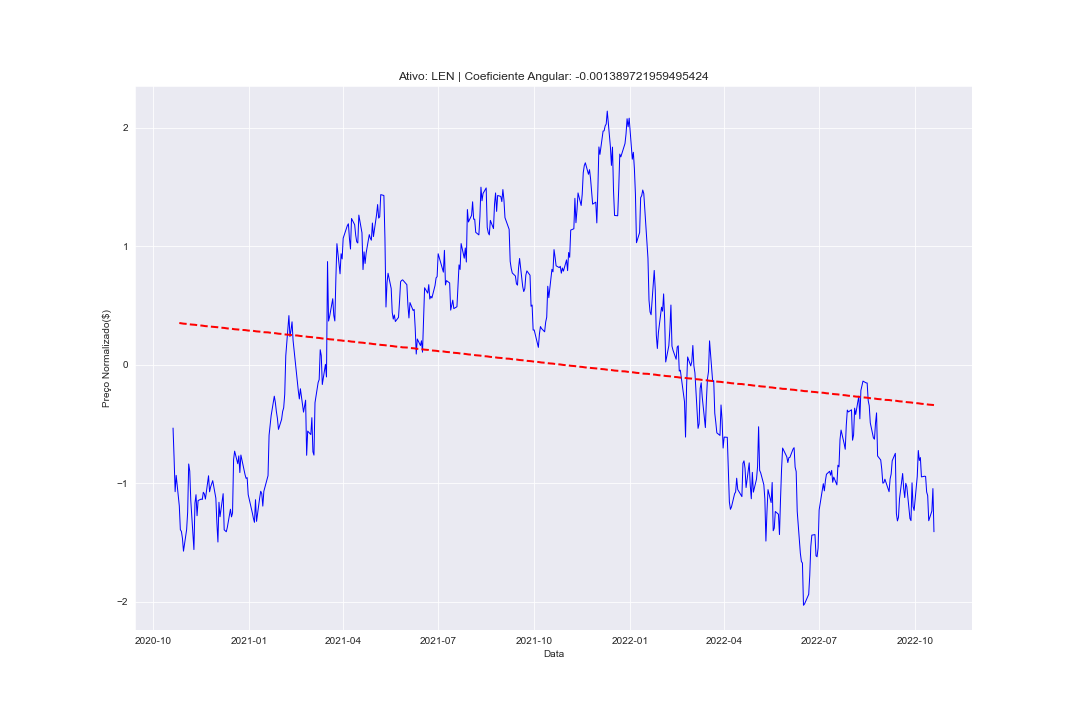 Ativo: LEN | Coeficiente Angular: -0.001389721959495424
Preço Normalizado($)
2
1
0
−1
−2
2020-10 2021-01 2021-04 2021-07 2021-10 2022-01 2022-04 2022-07 2022-10
Data